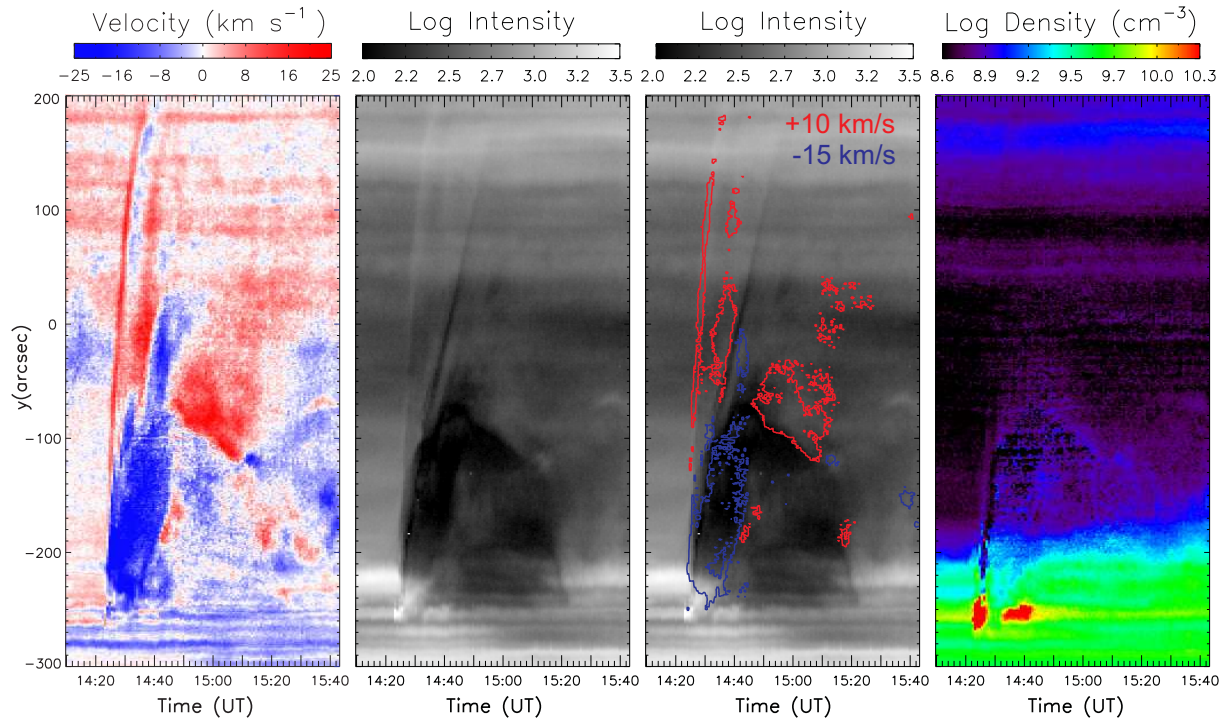 Velocity (km s⁻¹)
-25 -16 -8 0 8 16 25
Log Intensity
2.0 2.2 2.5 2.7 3.0 3.2 3.5
Log Intensity
2.0 2.2 2.5 2.7 3.0 3.2 3.5
Log Density (cm⁻³)
8.6 8.9 9.2 9.5 9.7 10.0 10.3
+10 km/s
-15 km/s
y(arcsec)
200
100
0
-100
-200
-300
14:20 14:40 15:00 15:20 15:40
14:20 14:40 15:00 15:20 15:40
14:20 14:40 15:00 15:20 15:40
14:20 14:40 15:00 15:20 15:40
Time (UT)
Time (UT)
Time (UT)
Time (UT)